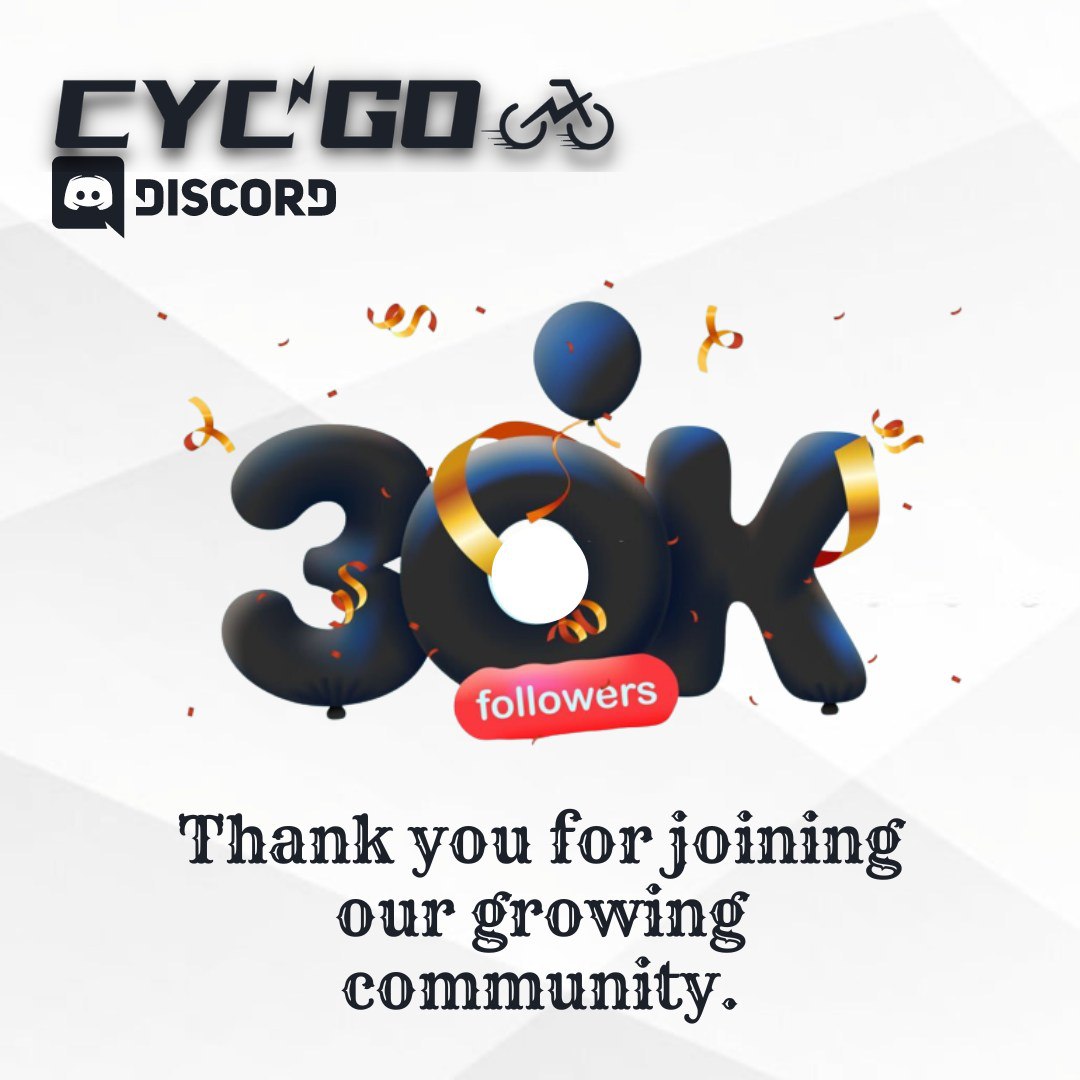 CYC'GO
DISCORD
30K
followers
Thank you for joining
our growing
community.